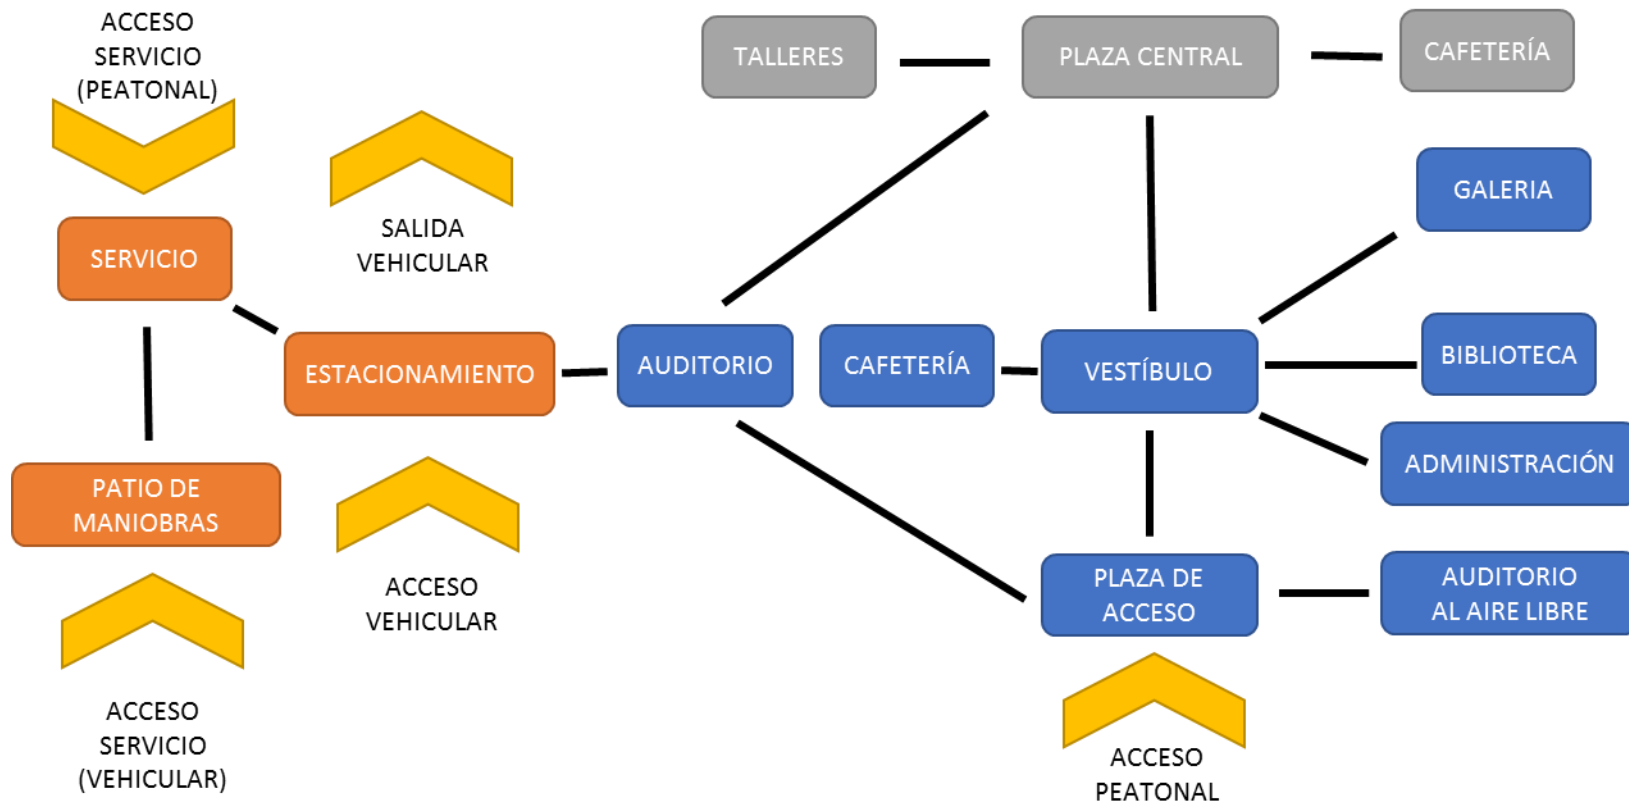 ACCESO
SERVICIO
(PEATONAL)
TALLERES
PLAZA CENTRAL
CAFETERÍA
GALERIA
SERVICIO
SALIDA
VEHICULAR
ESTACIONAMIENTO
AUDITORIO
CAFETERÍA
VESTÍBULO
BIBLIOTECA
ADMINISTRACIÓN
PATIO DE
MANIOBRAS
ACCESO
VEHICULAR
PLAZA DE
ACCESO
AUDITORIO
AL AIRE LIBRE
ACCESO
SERVICIO
(VEHICULAR)
ACCESO
PEATONAL